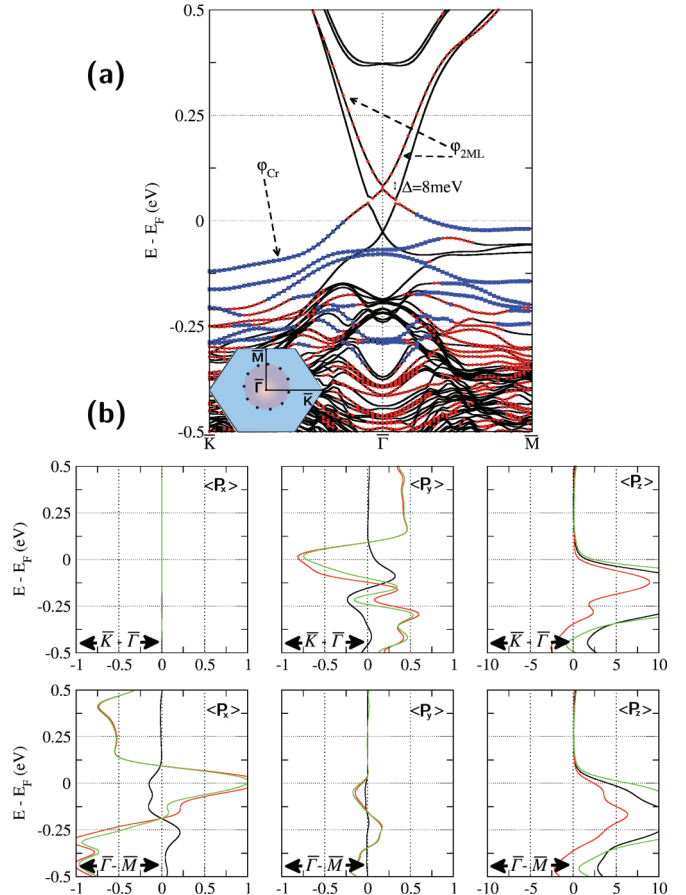 (a)
0.5
0.25
0
-0.25
-0.5
E - E_F (eV)
φ_2ML
φ_Cr
Δ=8meV
M̅
Γ̅
K̅
K̅ Γ̅ M̅
(b)
0.5 <P_x> <P_y> <P_z>
0.25
0
-0.25
-0.5
E - E_F (eV)
K̅ - Γ̅ K̅ - Γ̅ K̅ - Γ̅
-1 -0.5 0 0.5 1 -1 -0.5 0 0.5 1 -10 -5 0 5 10
0.5 <P_x> <P_y> <P_z>
0.25
0
-0.25
-0.5
E - E_F (eV)
Γ̅ - M̅ Γ̅ - M̅ Γ̅ - M̅
-1 -0.5 0 0.5 1 -1 -0.5 0 0.5 1 -10 -5 0 5 10